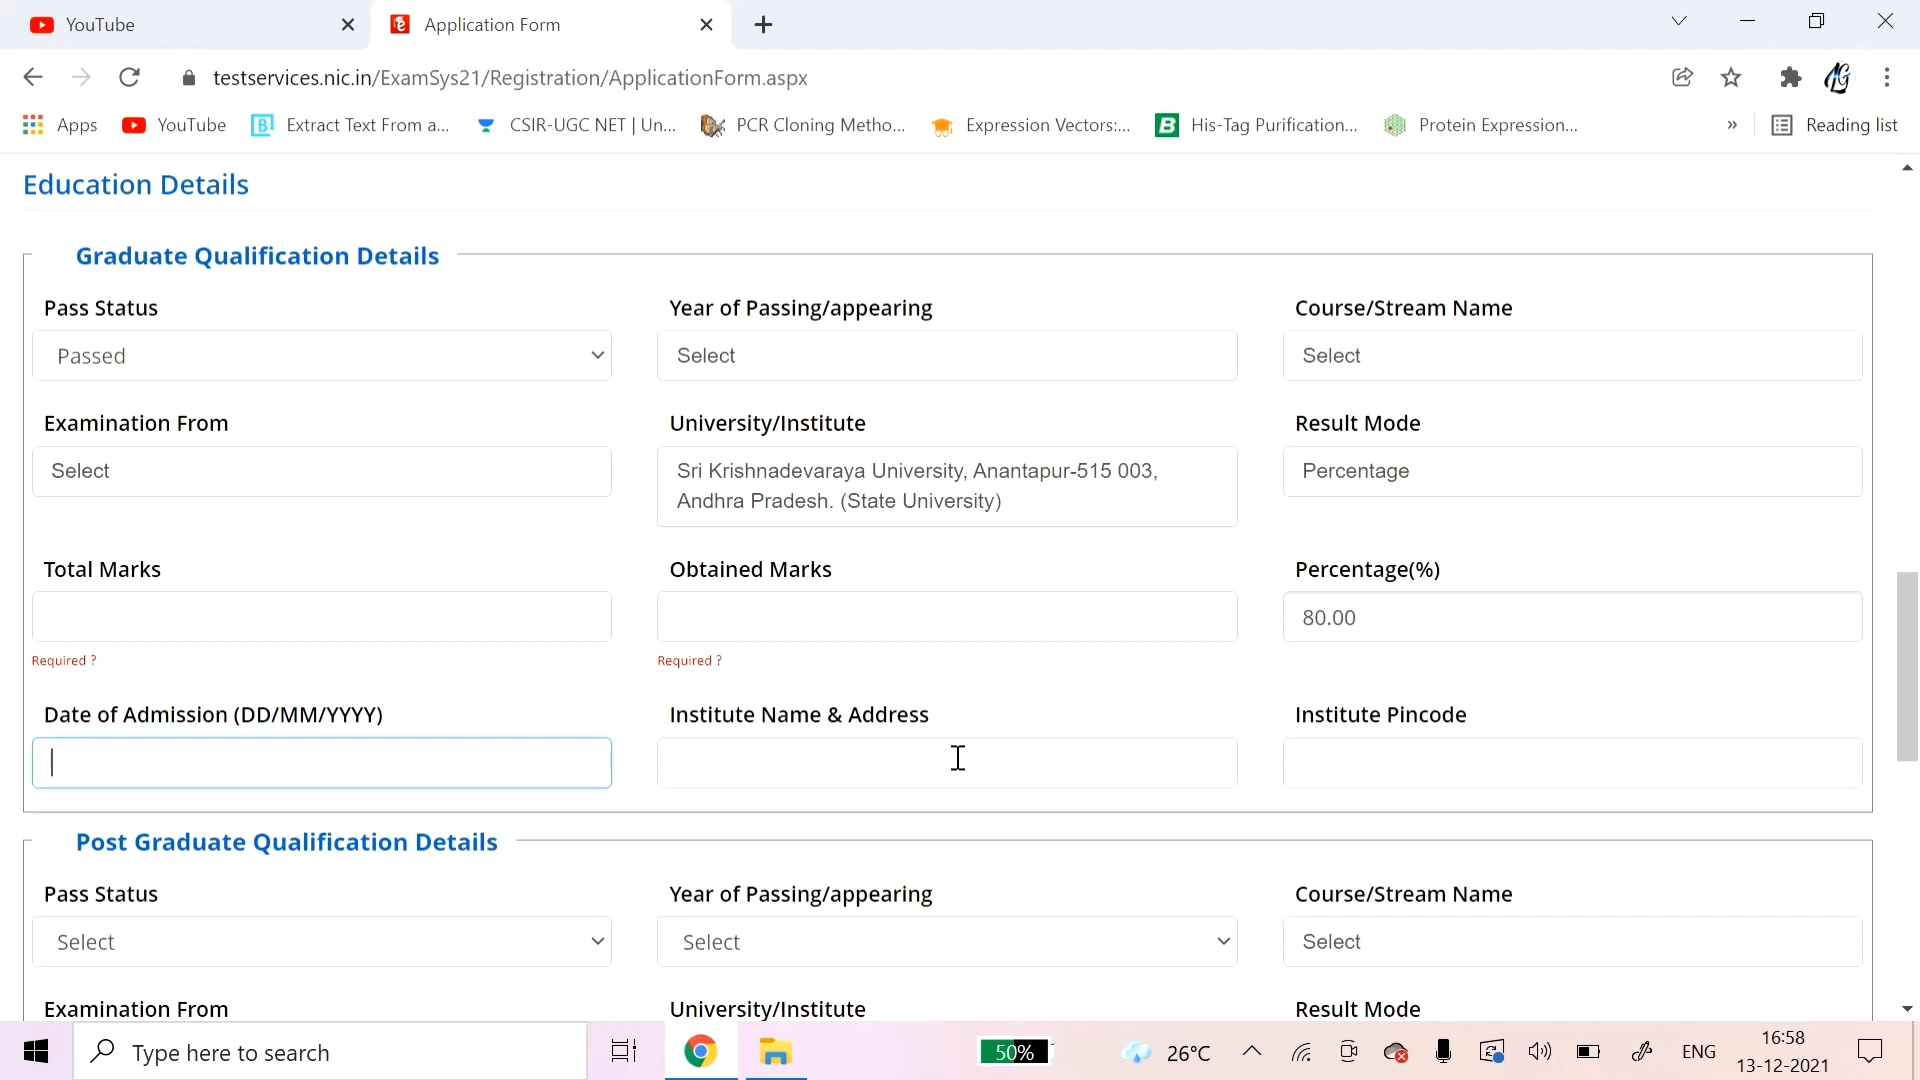 YouTube
Application Form
testservices.nic.in/ExamSys21/Registration/ApplicationForm.aspx
Apps
YouTube
Extract Text From a...
CSIR-UGC NET | Un...
PCR Cloning Metho...
Expression Vectors:...
His-Tag Purification...
Protein Expression...
»
Reading list
Education Details
Graduate Qualification Details
Pass Status
Year of Passing/appearing
Course/Stream Name
Passed
Select
Select
Examination From
University/Institute
Result Mode
Select
Sri Krishnadevaraya University, Anantapur-515 003,
Andhra Pradesh. (State University)
Percentage
Total Marks
Obtained Marks
Percentage(%)
80.00
Required ?
Required ?
Date of Admission (DD/MM/YYYY)
Institute Name & Address
Institute Pincode
Post Graduate Qualification Details
Pass Status
Year of Passing/appearing
Course/Stream Name
Select
Select
Select
Examination From
University/Institute
Result Mode
Type here to search
50%
26°C
ENG
16:58
13-12-2021